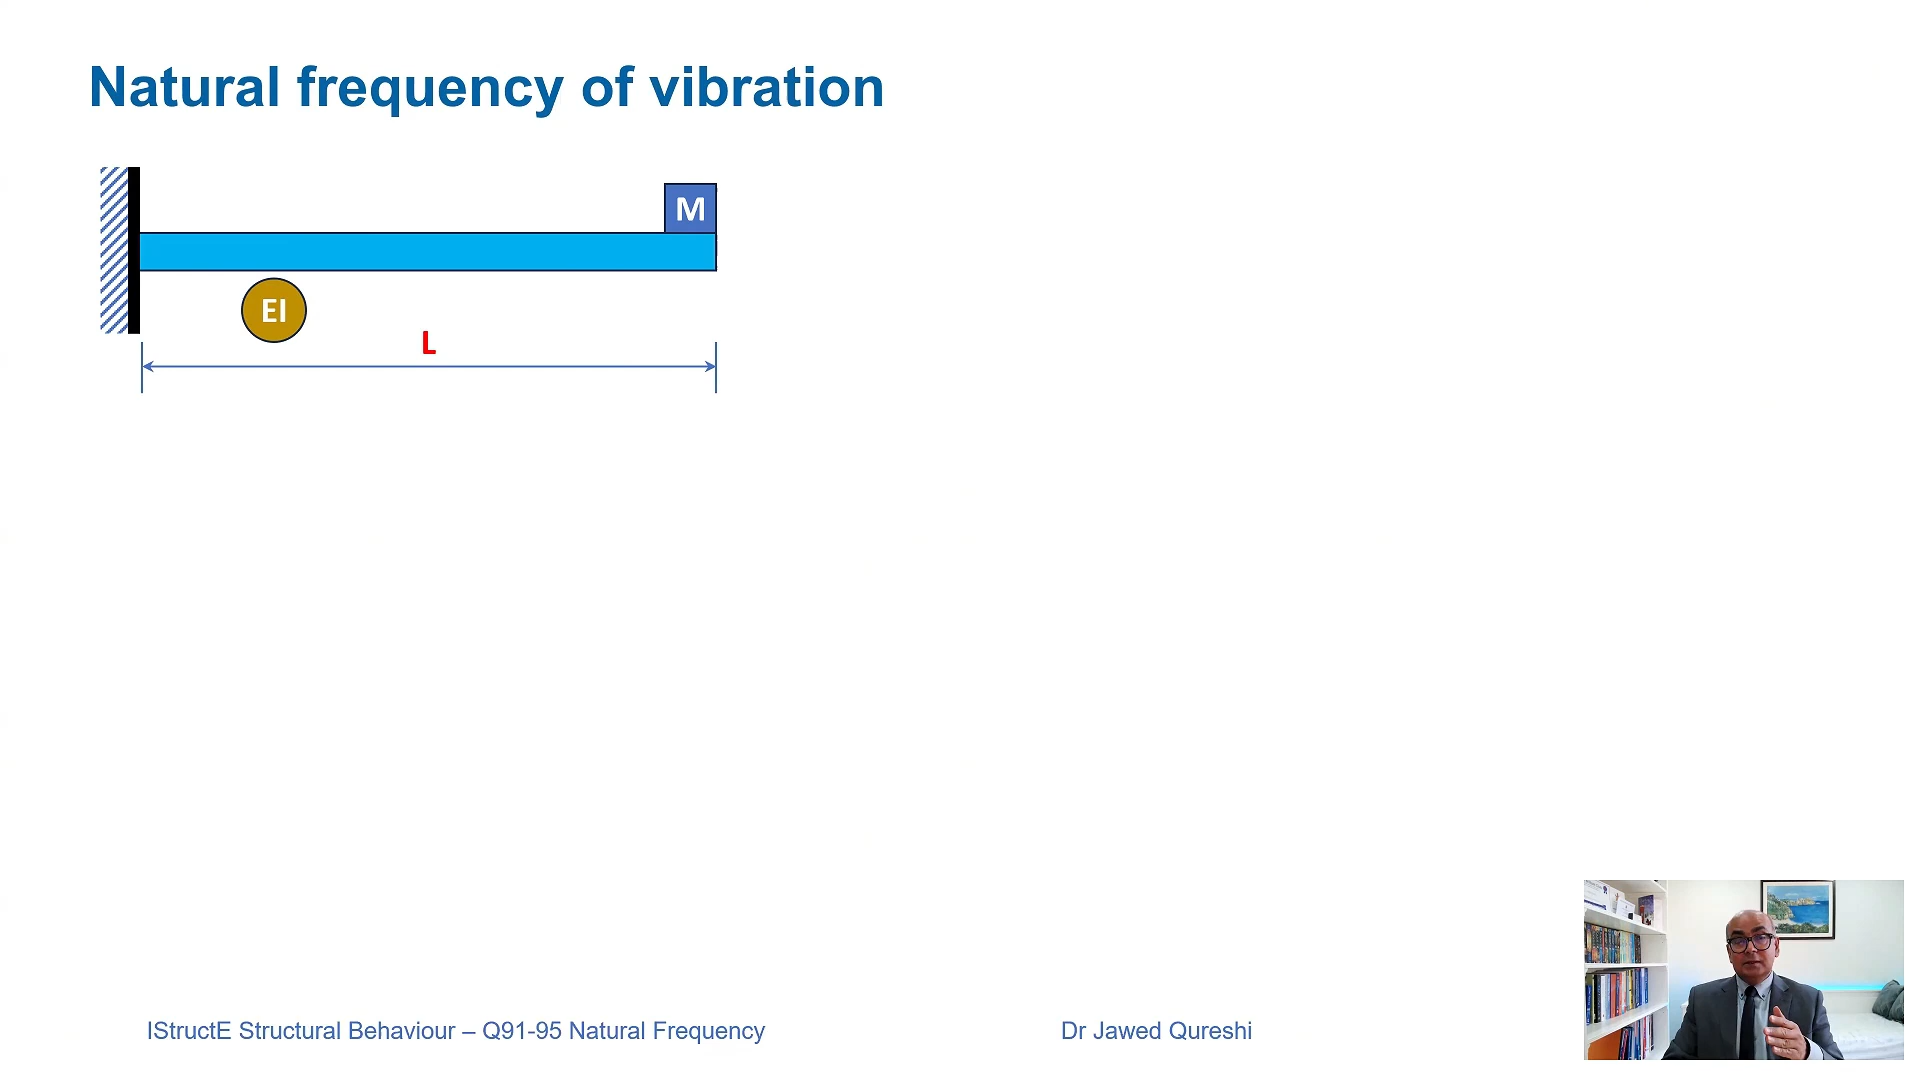 Natural frequency of vibration
M
EI
L
IStructE Structural Behaviour – Q91-95 Natural Frequency
Dr Jawed Qureshi